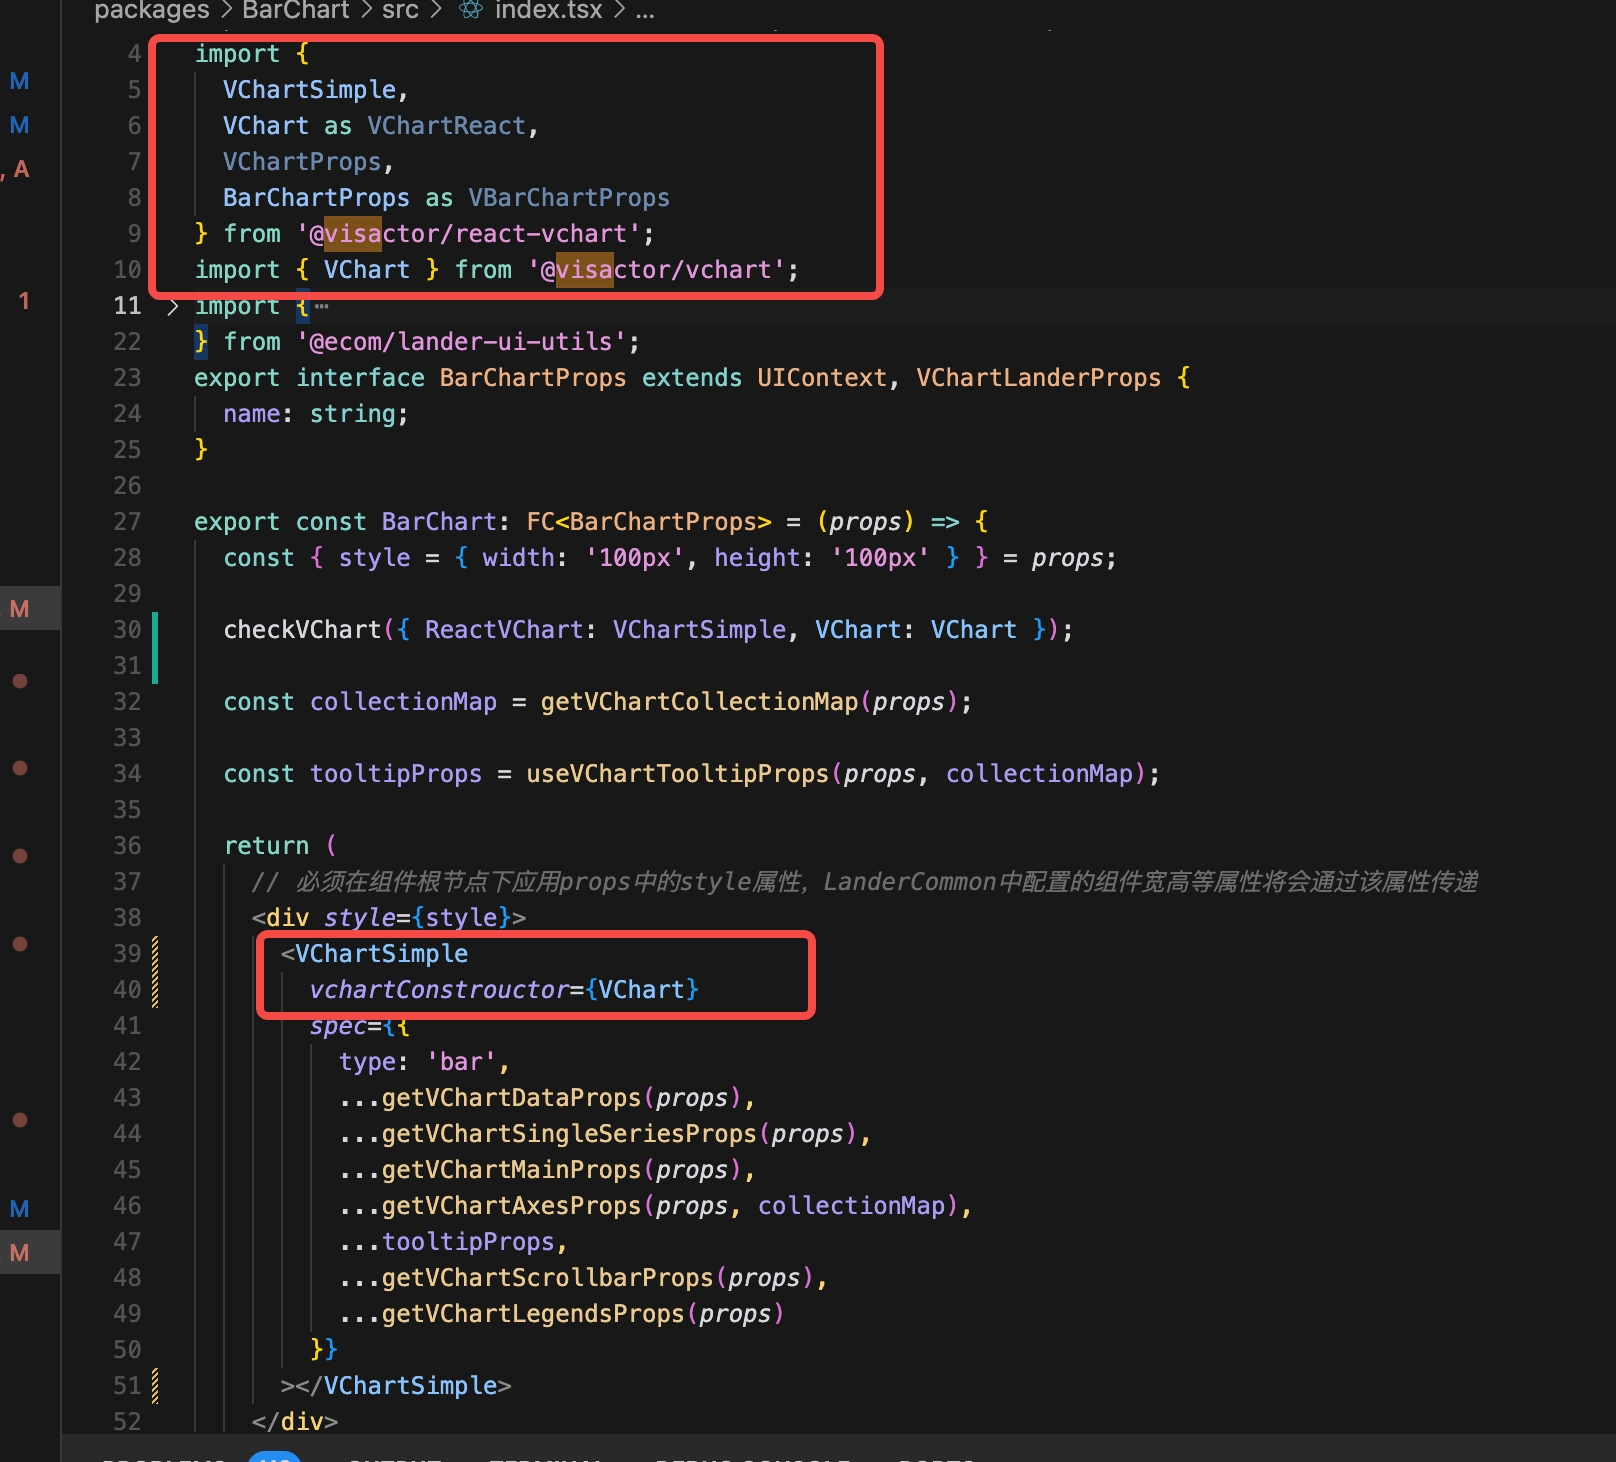 packages > BarChart > src > index.tsx > ...
M
M
, A
1
M
M
M
4 import {
5 VChartSimple,
6 VChart as VChartReact,
7 VChartProps,
8 BarChartProps as VBarChartProps
9 } from '@visactor/react-vchart';
10 import { VChart } from '@visactor/vchart';
11 > import {⋯
22 } from '@ecom/lander-ui-utils';
23 export interface BarChartProps extends UIContext, VChartLanderProps {
24 name: string;
25 }
26
27 export const BarChart: FC<BarChartProps> = (props) => {
28 const { style = { width: '100px', height: '100px' } } = props;
29
30 checkVChart({ ReactVChart: VChartSimple, VChart: VChart });
31
32 const collectionMap = getVChartCollectionMap(props);
33
34 const tooltipProps = useVChartTooltipProps(props, collectionMap);
35
36 return (
37 // 必须在组件根节点下应用props中的style属性，LanderCommon中配置的组件宽高等属性将会通过该属性传递
38 <div style={style}>
39 <VChartSimple
40 vchartConstrouctor={VChart}
41 spec={{
42 type: 'bar',
43 ...getVChartDataProps(props),
44 ...getVChartSingleSeriesProps(props),
45 ...getVChartMainProps(props),
46 ...getVChartAxesProps(props, collectionMap),
47 ...tooltipProps,
48 ...getVChartScrollbarProps(props),
49 ...getVChartLegendsProps(props)
50 }}
51 ></VChartSimple>
52 </div>